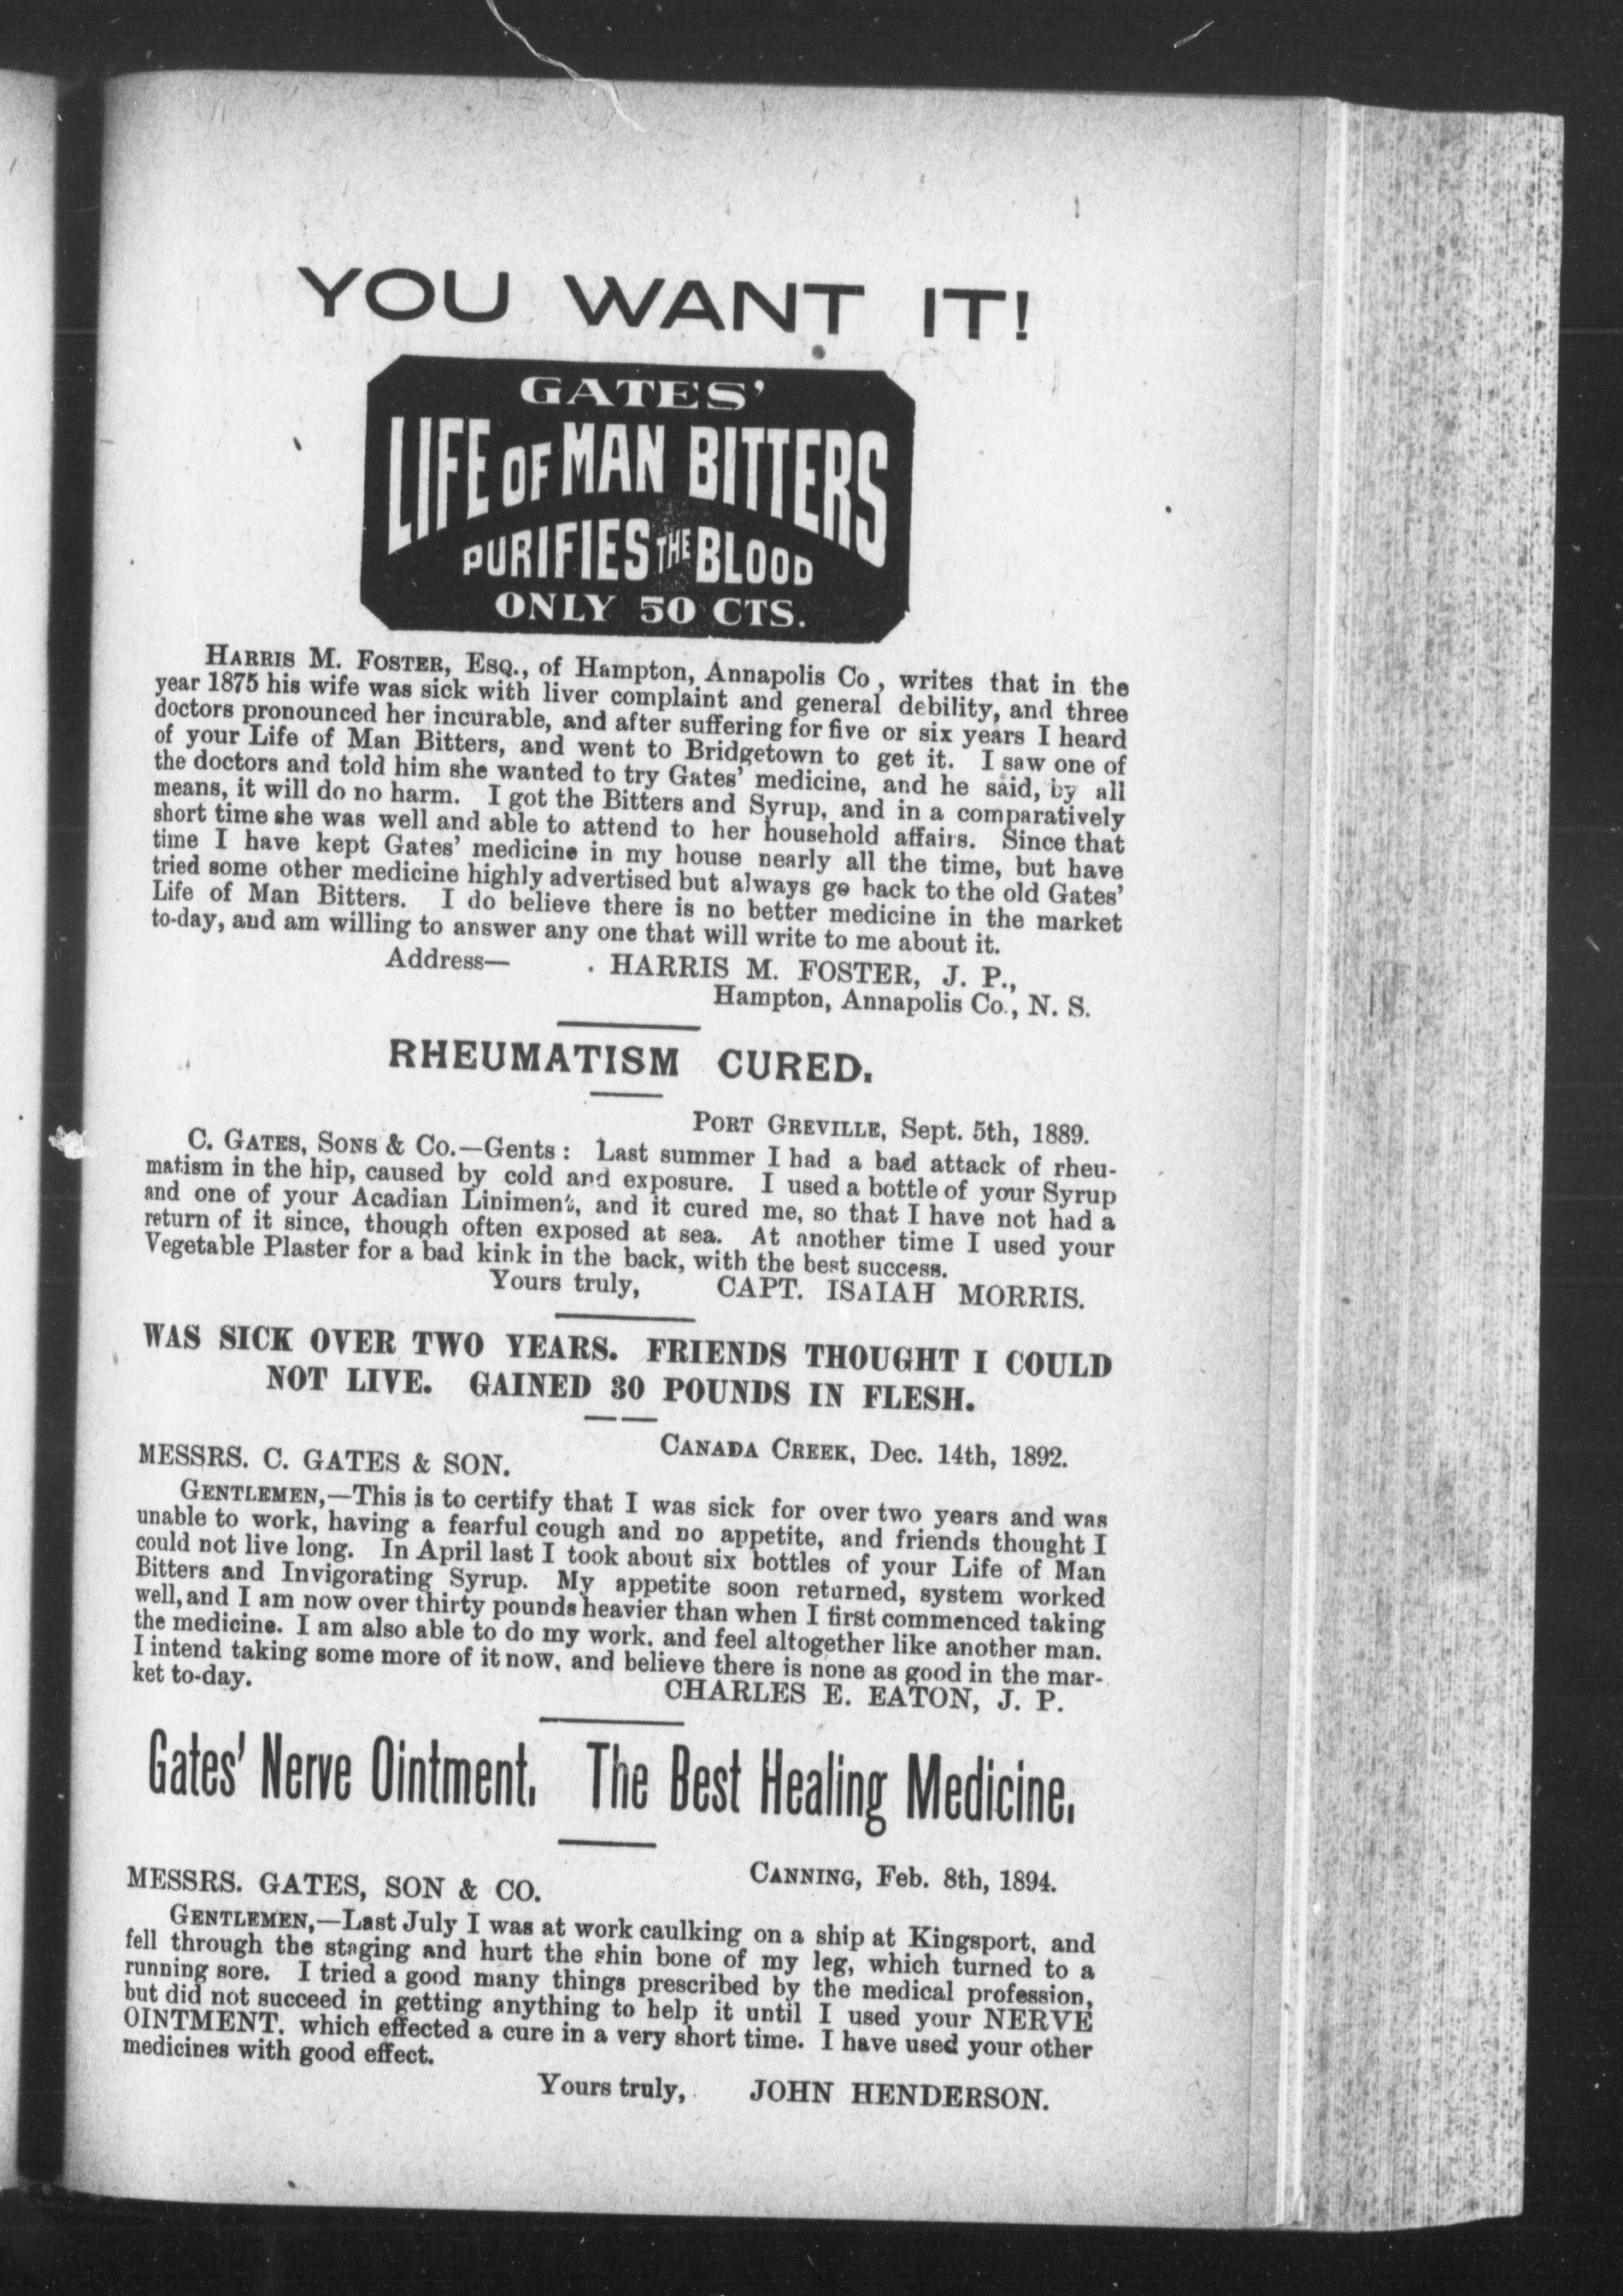 YOU WANT IT!
GATES'
LIFE OF MAN BITTERS
PURIFIES THE BLOOD
ONLY 50 CTS.
HARRIS M. FOSTER, ESQ., of Hampton, Annapolis Co , writes that in the
year 1875 his wife was sick with liver complaint and general debility, and three
doctors pronounced her incurable, and after suffering for five or six years I heard
of your Life of Man Bitters, and went to Bridgetown to get it. I saw one of
the doctors and told him she wanted to try Gates' medicine, and he said, by all
means, it will do no harm. I got the Bitters and Syrup, and in a comparatively
short time she was well and able to attend to her household affairs. Since that
time I have kept Gates' medicine in my house nearly all the time, but have
tried some other medicine highly advertised but always go back to the old Gates'
Life of Man Bitters. I do believe there is no better medicine in the market
to-day, and am willing to answer any one that will write to me about it.
Address— . HARRIS M. FOSTER, J. P.,
Hampton, Annapolis Co., N. S.
RHEUMATISM CURED.
PORT GREVILLE, Sept. 5th, 1889.
C. GATES, SONS & CO.—Gents : Last summer I had a bad attack of rheu-
matism in the hip, caused by cold and exposure. I used a bottle of your Syrup
and one of your Acadian Liniment, and it cured me, so that I have not had a
return of it since, though often exposed at sea. At another time I used your
Vegetable Plaster for a bad kink in the back, with the best success.
Yours truly, CAPT. ISAIAH MORRIS.
WAS SICK OVER TWO YEARS. FRIENDS THOUGHT I COULD
NOT LIVE. GAINED 30 POUNDS IN FLESH.
CANADA CREEK, Dec. 14th, 1892.
MESSRS. C. GATES & SON.
GENTLEMEN,—This is to certify that I was sick for over two years and was
unable to work, having a fearful cough and no appetite, and friends thought I
could not live long. In April last I took about six bottles of your Life of Man
Bitters and Invigorating Syrup. My appetite soon returned, system worked
well, and I am now over thirty pounds heavier than when I first commenced taking
the medicine. I am also able to do my work, and feel altogether like another man.
I intend taking some more of it now, and believe there is none as good in the mar-
ket to-day.
CHARLES E. EATON, J. P.
Gates' Nerve Ointment. The Best Healing Medicine.
CANNING, Feb. 8th, 1894.
MESSRS. GATES, SON & CO.
GENTLEMEN,—Last July I was at work caulking on a ship at Kingsport, and
fell through the staging and hurt the shin bone of my leg, which turned to a
running sore. I tried a good many things prescribed by the medical profession,
but did not succeed in getting anything to help it until I used your NERVE
OINTMENT. which effected a cure in a very short time. I have used your other
medicines with good effect.
Yours truly, JOHN HENDERSON.